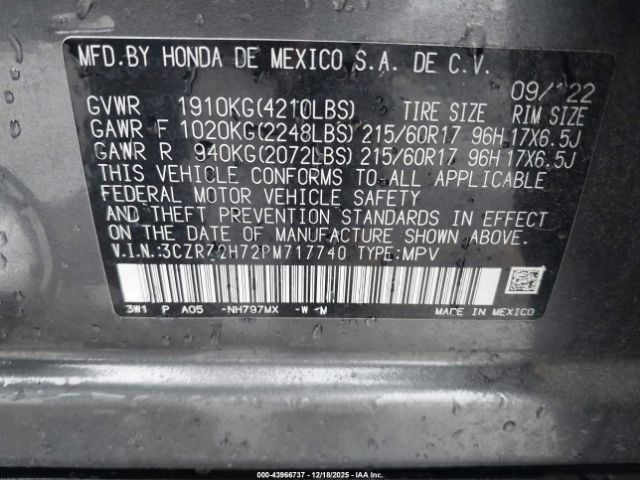 MFD.BY HONDA DE MEXICO S.A. DE C.V.
09/ 22
GVWR 1910KG(4210LBS) TIRE SIZE RIM SIZE
GAWR F 1020KG(2248LBS) 215/60R17 96H 17X6.5J
GAWR R 940KG(2072LBS) 215/60R17 96H 17X6.5J
THIS VEHICLE CONFORMS TO ALL APPLICABLE
FEDERAL MOTOR VEHICLE SAFETY
AND THEFT PREVENTION STANDARDS IN EFFECT
ON THE DATE OF MANUFACTURE SHOWN ABOVE.
V.I.N.:3CZRZ2H72PM717740 TYPE:MPV
3W1 P A05 -NH797MX -W -M MADE IN MEXICO
000-43966737 - 12/18/2025 - IAA Inc.